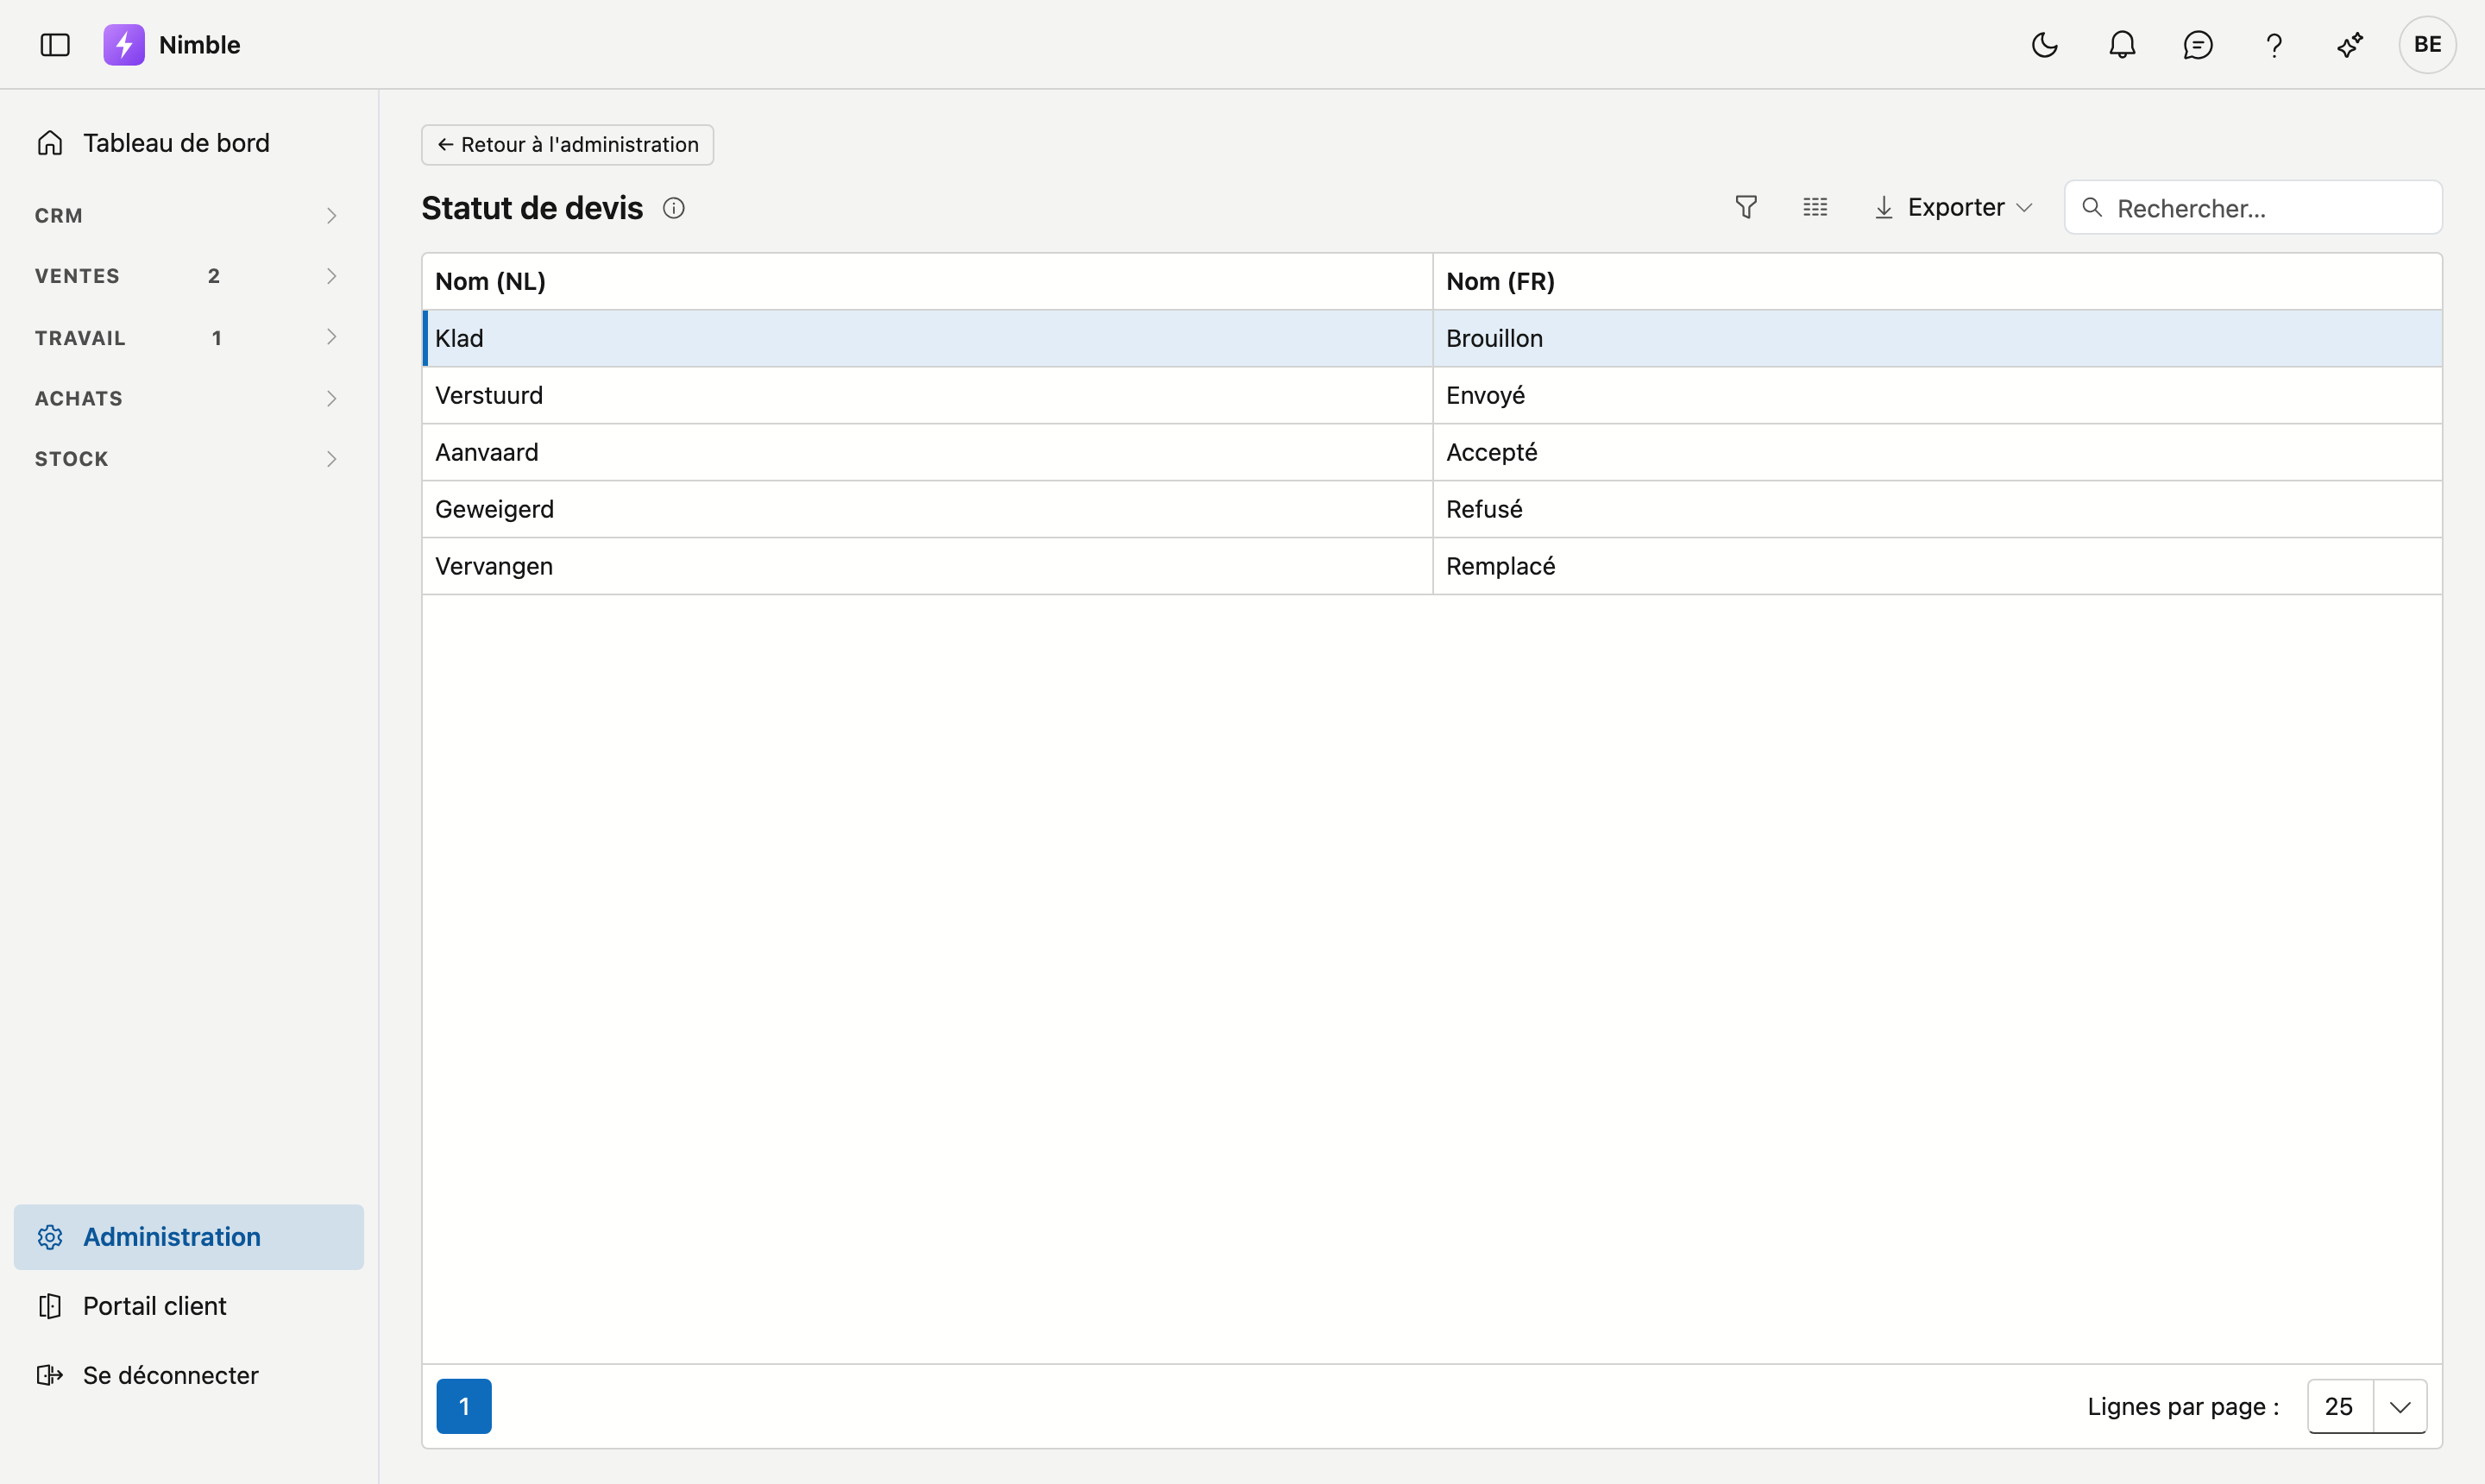 Nimble
BE
Tableau de bord
CRM
VENTES 2
TRAVAIL 1
ACHATS
STOCK
Administration
Portail client
Se déconnecter
← Retour à l'administration
Statut de devis
Exporter
Rechercher...
Nom (NL) Nom (FR)
Klad Brouillon
Verstuurd Envoyé
Aanvaard Accepté
Geweigerd Refusé
Vervangen Remplacé
1
Lignes par page : 25